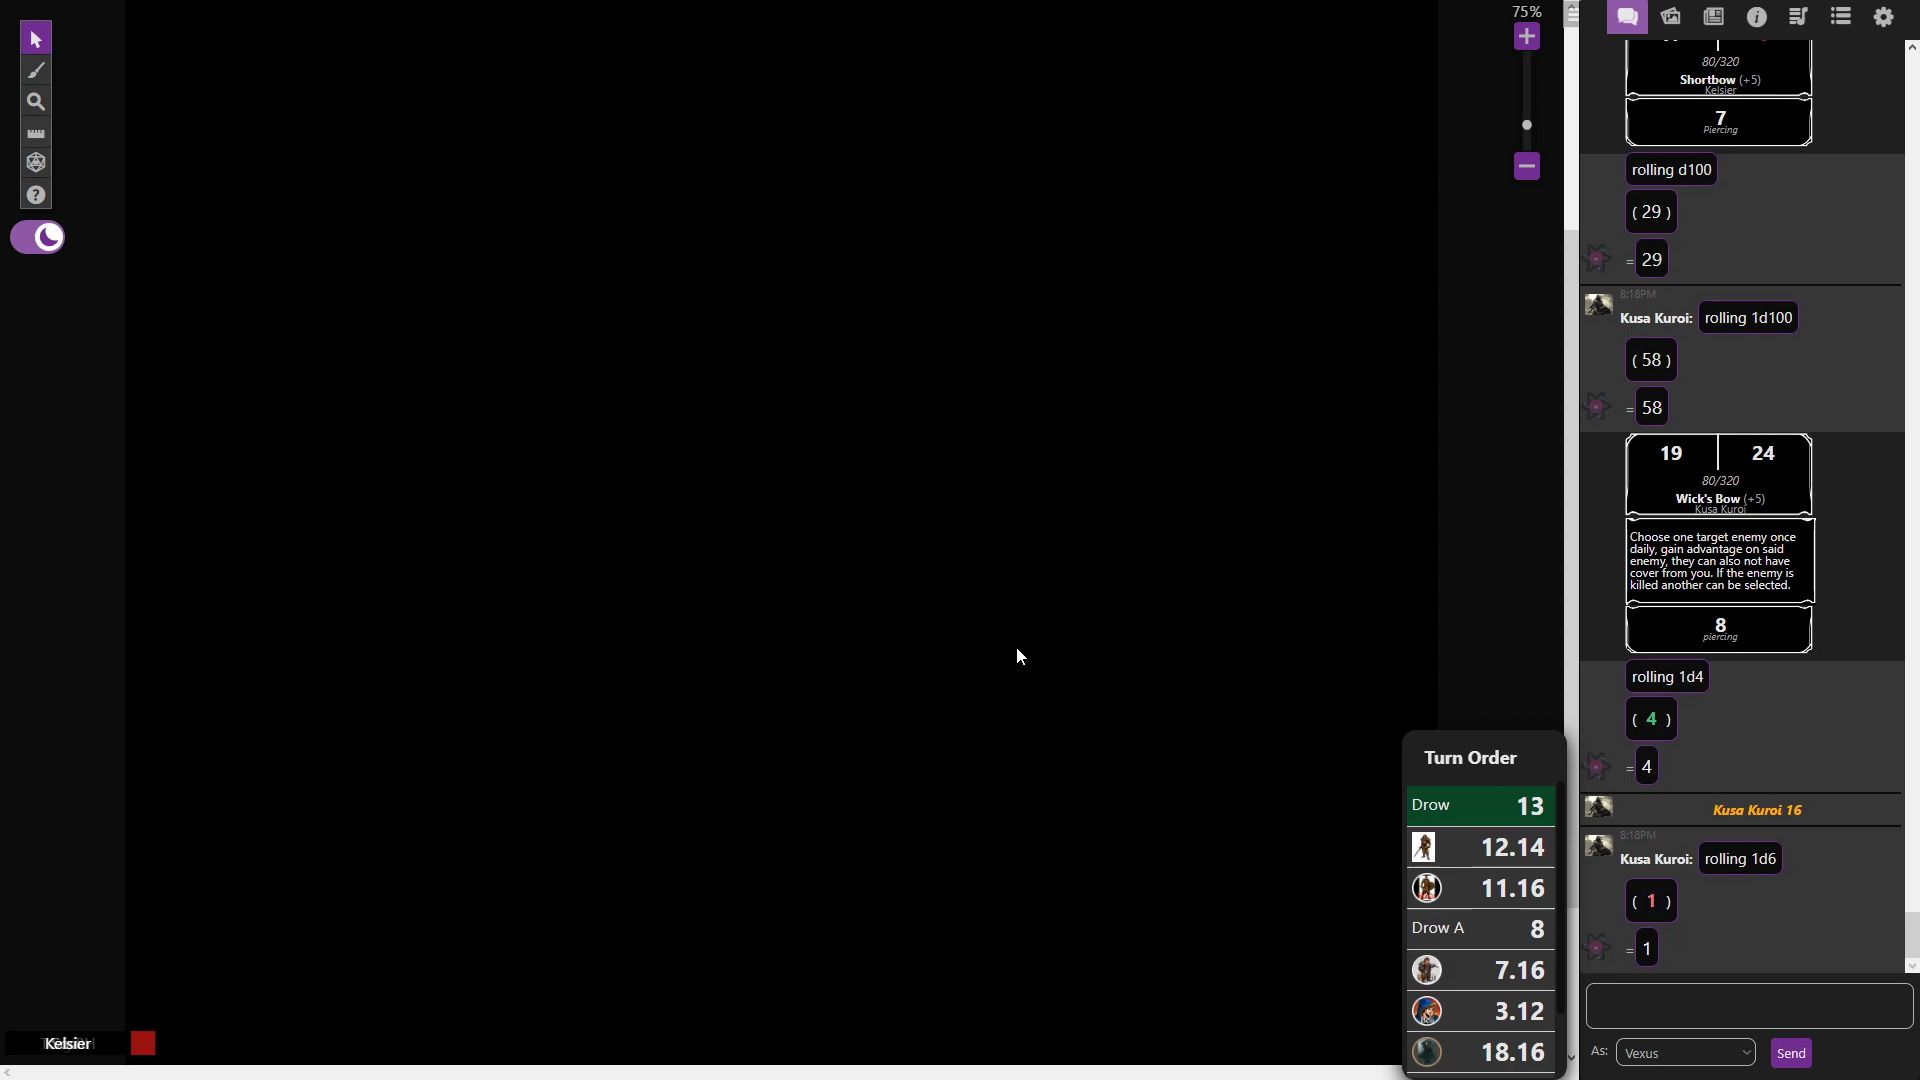 75%
80/320
Shortbow (+5)
Kelsier
7
Piercing
rolling d100
( 29 )
= 29
8:18PM
Kusa Kuroi: rolling 1d100
( 58 )
= 58
19 24
80/320
Wick's Bow (+5)
Kusa Kuroi
Choose one target enemy once
daily, gain advantage on said
enemy, they can also not have
cover from you. If the enemy is
killed another can be selected.
8
piercing
rolling 1d4
( 4 )
= 4
Kusa Kuroi 16
8:18PM
Kusa Kuroi: rolling 1d6
( 1 )
= 1
As: Vexus Send
Turn Order
Drow 13
12.14
11.16
Drow A 8
7.16
3.12
18.16
Kelsier